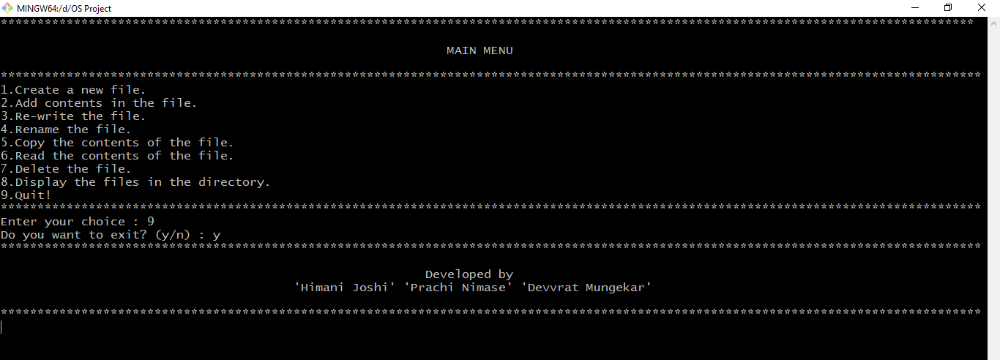 MINGW64:/d/OS Project
*************************************************************************************************************************************
MAIN MENU
**************************************************************************************************************************************
1.Create a new file.
2.Add contents in the file.
3.Re-write the file.
4.Rename the file.
5.Copy the contents of the file.
6.Read the contents of the file.
7.Delete the file.
8.Display the files in the directory.
9.Quit!
**************************************************************************************************************************************
Enter your choice : 9
Do you want to exit? (y/n) : y
**************************************************************************************************************************************
Developed by
'Himani Joshi' 'Prachi Nimase' 'Devvrat Mungekar'
**************************************************************************************************************************************